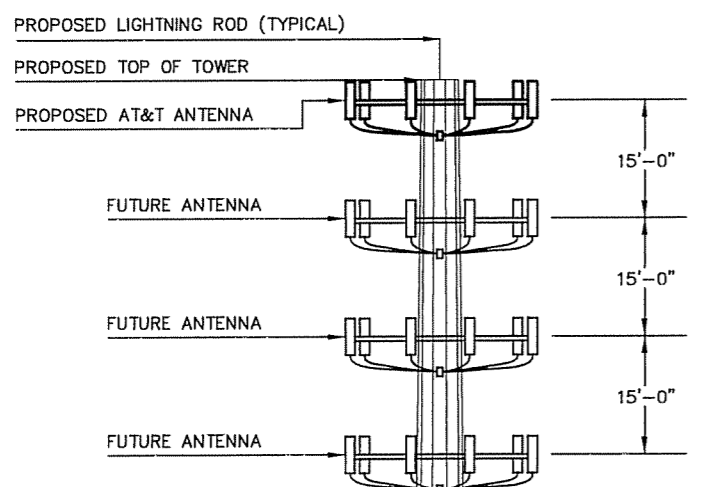 PROPOSED LIGHTNING ROD (TYPICAL)
PROPOSED TOP OF TOWER
PROPOSED AT&T ANTENNA
15'-0"
FUTURE ANTENNA
15'-0"
FUTURE ANTENNA
15'-0"
FUTURE ANTENNA